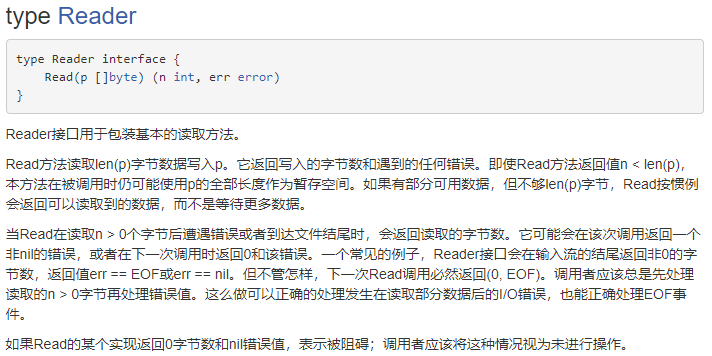 type Reader
type Reader interface {
    Read(p []byte) (n int, err error)
}
Reader接口用于包装基本的读取方法。
Read方法读取len(p)字节数据写入p。它返回写入的字节数和遇到的任何错误。即使Read方法返回值n < len(p)，
本方法在被调用时仍可能使用p的全部长度作为暂存空间。如果有部分可用数据，但不够len(p)字节，Read按惯例
会返回可以读取到的数据，而不是等待更多数据。
当Read在读取n > 0个字节后遭遇错误或者到达文件结尾时，会返回读取的字节数。它可能会在该次调用返回一个
非nil的错误，或者在下一次调用时返回0和该错误。一个常见的例子，Reader接口会在输入流的结尾返回非0的字
节数，返回值err == EOF或err == nil。但不管怎样，下一次Read调用必然返回(0, EOF)。调用者应该总是先处理
读取的n > 0字节再处理错误值。这么做可以正确的处理发生在读取部分数据后的I/O错误，也能正确处理EOF事
件。
如果Read的某个实现返回0字节数和nil错误值，表示被阻碍；调用者应该将这种情况视为未进行操作。